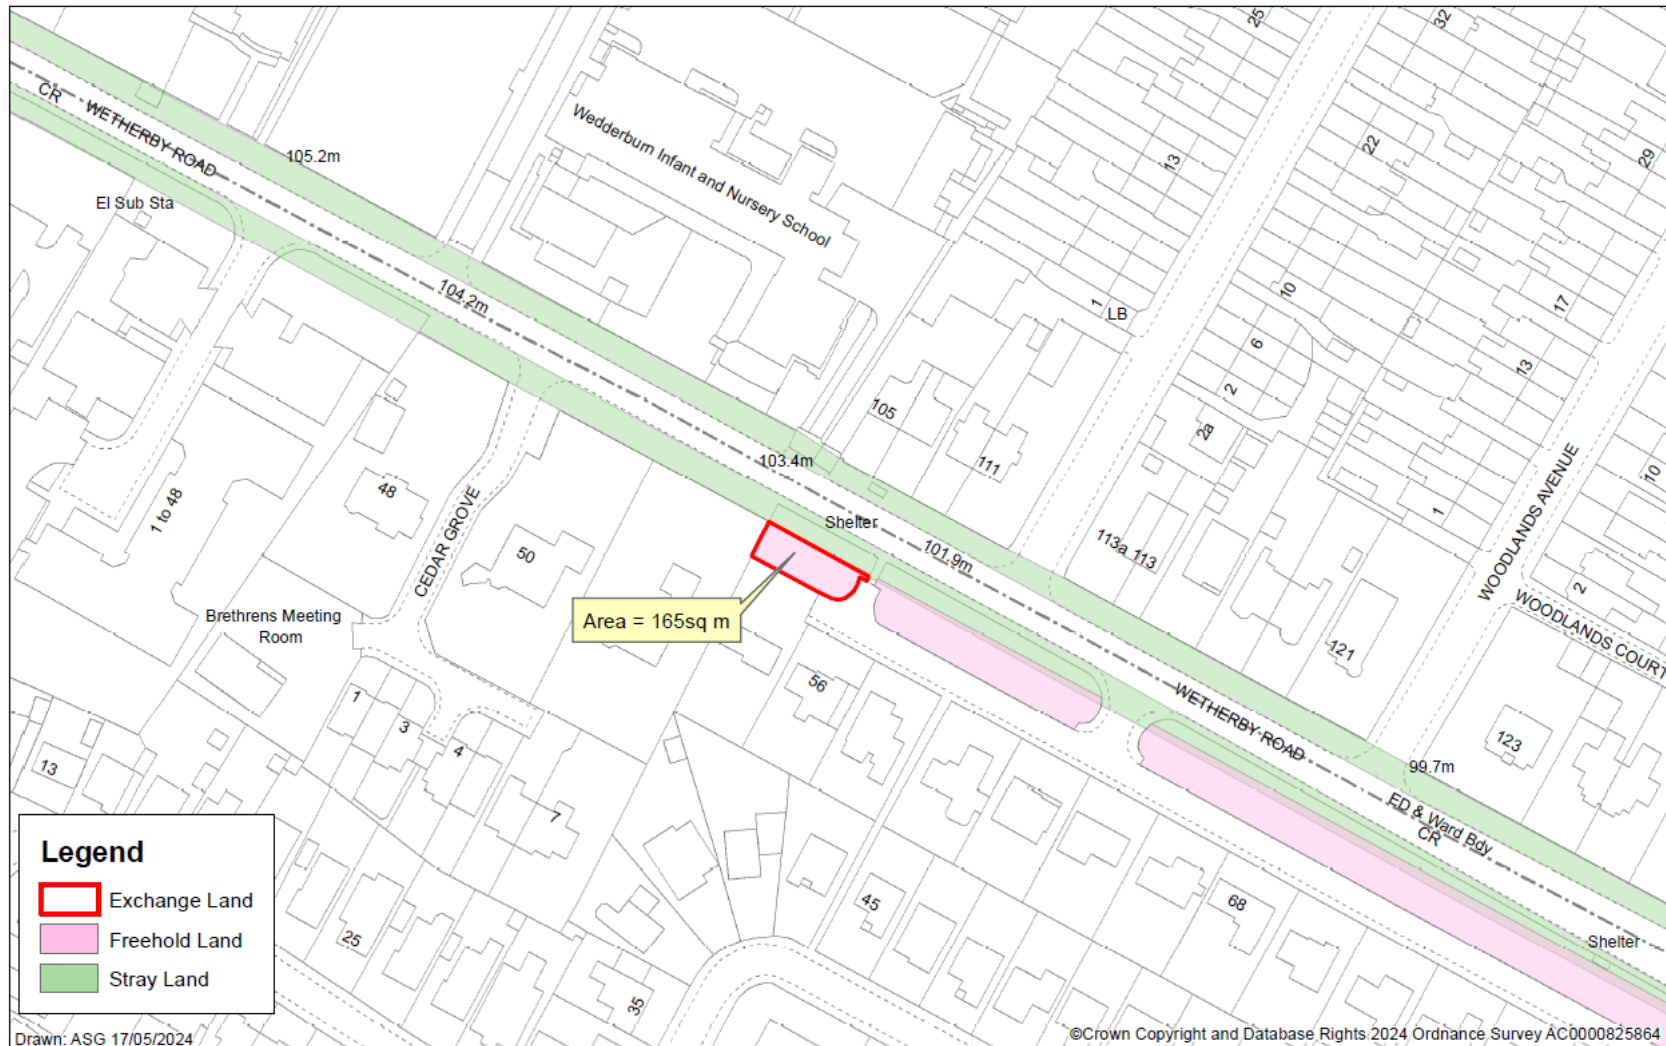 25
32
CR
WETHERBY ROAD
105.2m
El Sub Sta
Wedderburn Infant and Nursery School
13
22
29
104.2m
1
LB
10
17
6
13
2
105
2a
111
103.4m
10
1 to 48
48
CEDAR GROVE
50
Shelter
101.9m
113a 113
1
WOODLANDS AVENUE
2
WOODLANDS COURT
Brethrens Meeting
Room
Area = 165sq m
121
56
1
3
4
WETHERBY ROAD
123
99.7m
13
7
ED & Ward Bdy
CR
45
68
Shelter
25
35
Legend
Exchange Land
Freehold Land
Stray Land
Drawn: ASG 17/05/2024
©Crown Copyright and Database Rights 2024 Ordnance Survey AC0000825864